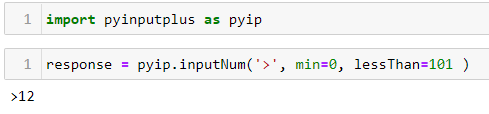 1 import pyinputplus as pyip
1 response = pyip.inputNum('>', min=0, lessThan=101 )
>12